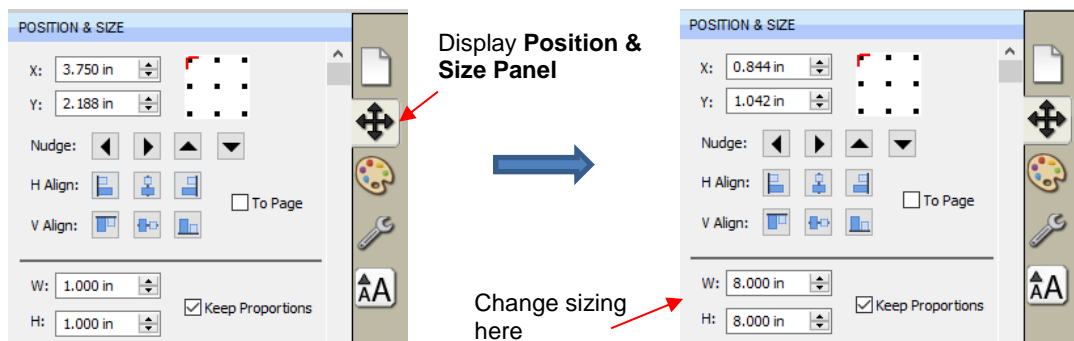 POSITION & SIZE
X: 3.750 in
Y: 2.188 in
Nudge:
H Align:
To Page
V Align:
W: 1.000 in
Keep Proportions
H: 1.000 in
AA
Display Position &
Size Panel
Change sizing
here
POSITION & SIZE
X: 0.844 in
Y: 1.042 in
Nudge:
H Align:
To Page
V Align:
W: 8.000 in
Keep Proportions
H: 8.000 in
AA